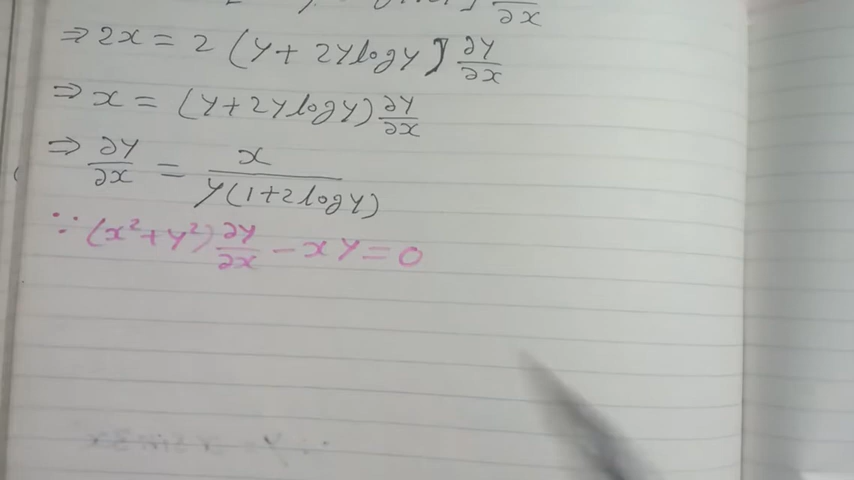 ∂x
⇒ 2x = 2 (y + 2y log y) ∂y/∂x
⇒ x = (y + 2y log y) ∂y/∂x
⇒ ∂y/∂x = x / y(1 + 2 log y)
∵ (x² + y²) ∂y/∂x − xy = 0